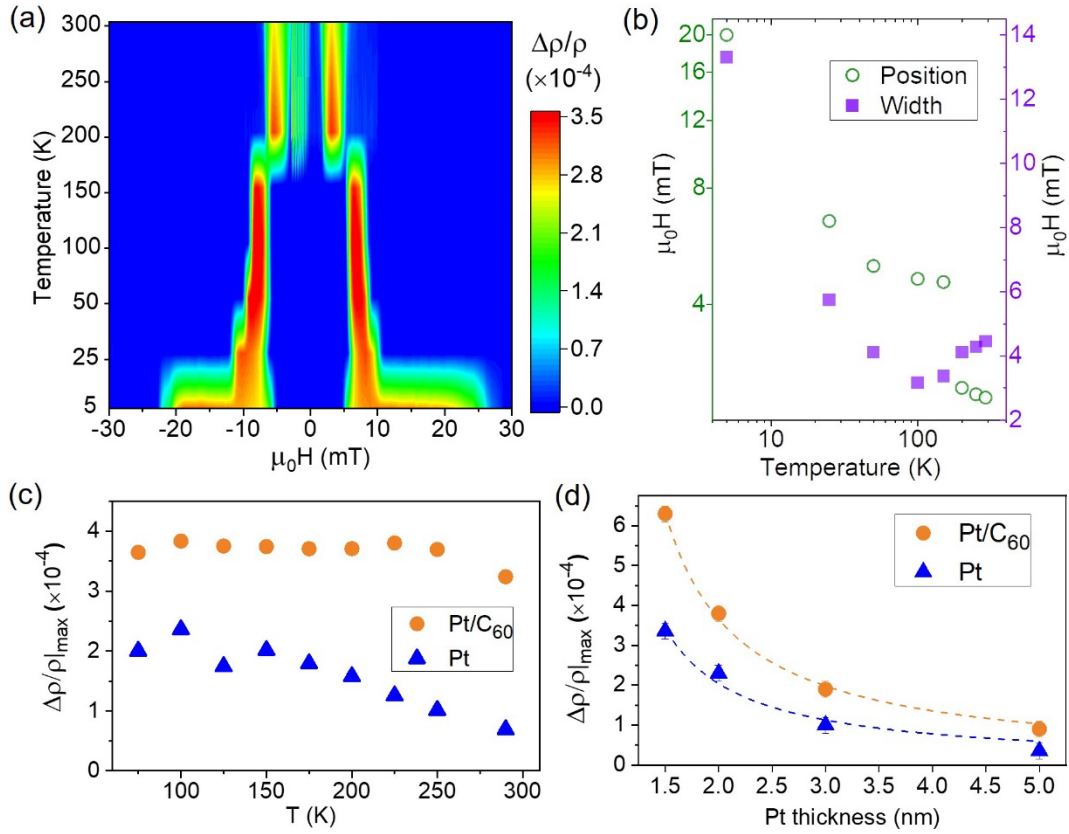 (a)
Temperature (K)
300
250
200
150
100
50
25
5
-30 -20 -10 0 10 20 30
μ₀H (mT)
Δρ/ρ
(×10⁻⁴)
3.5
2.8
2.1
1.4
0.7
0.0
(b)
μ₀H (mT)
20
16
12
8
4
Position
Width
14
12
10
8
6
4
2
μ₀H (mT)
10 100
Temperature (K)
(c)
Δρ/ρ|max (×10⁻⁴)
4
3
2
1
0
Pt/C₆₀
Pt
100 150 200 250 300
T (K)
(d)
Δρ/ρ|max (×10⁻⁴)
6
5
4
3
2
1
0
Pt/C₆₀
Pt
1.5 2.0 2.5 3.0 3.5 4.0 4.5 5.0
Pt thickness (nm)